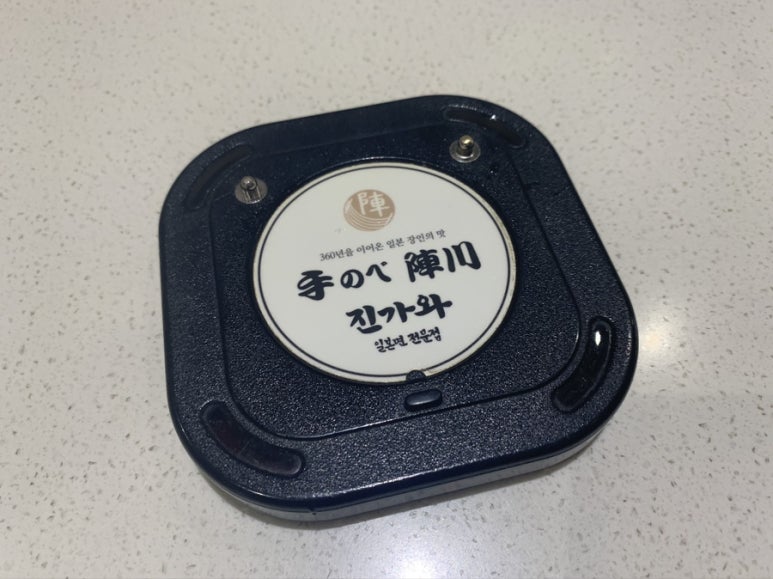 陣
360년을 이어온 일본 장인의 맛
手のべ 陣川
진가와
일본면 전문점